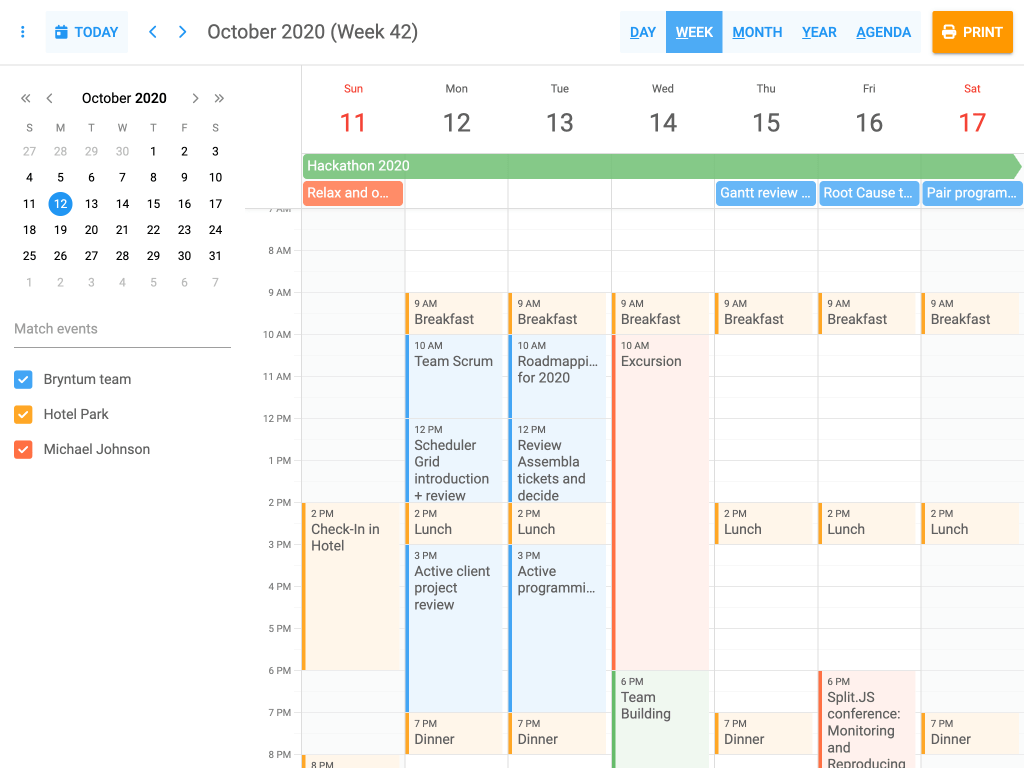 TODAY
October 2020 (Week 42)
DAY
WEEK
MONTH
YEAR
AGENDA
PRINT
October 2020
S M T W T F S
27 28 29 30 1 2 3
4 5 6 7 8 9 10
11 12 13 14 15 16 17
18 19 20 21 22 23 24
25 26 27 28 29 30 31
1 2 3 4 5 6 7
Match events
Bryntum team
Hotel Park
Michael Johnson
Sun Mon Tue Wed Thu Fri Sat
11 12 13 14 15 16 17
Hackathon 2020
Relax and o...
Gantt review ...
Root Cause t...
Pair program...
7 AM
8 AM
9 AM
10 AM
11 AM
12 PM
1 PM
2 PM
3 PM
4 PM
5 PM
6 PM
7 PM
8 PM
2 PM
Check-In in
Hotel
8 PM
9 AM
Breakfast
10 AM
Team Scrum
12 PM
Scheduler
Grid
introduction
+ review
2 PM
Lunch
3 PM
Active client
project
review
7 PM
Dinner
9 AM
Breakfast
10 AM
Roadmappi...
for 2020
12 PM
Review
Assembla
tickets and
decide
2 PM
Lunch
3 PM
Active
programmi...
7 PM
Dinner
9 AM
Breakfast
10 AM
Excursion
6 PM
Team
Building
9 AM
Breakfast
2 PM
Lunch
7 PM
Dinner
9 AM
Breakfast
2 PM
Lunch
6 PM
Split.JS
conference:
Monitoring
and
Reproducing
9 AM
Breakfast
2 PM
Lunch
7 PM
Dinner